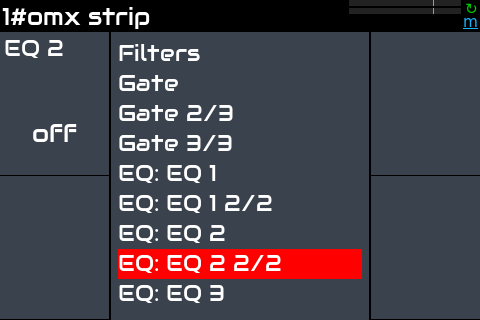 1#omx strip
m
EQ 2
off
Filters
Gate
Gate 2/3
Gate 3/3
EQ: EQ 1
EQ: EQ 1 2/2
EQ: EQ 2
EQ: EQ 2 2/2
EQ: EQ 3